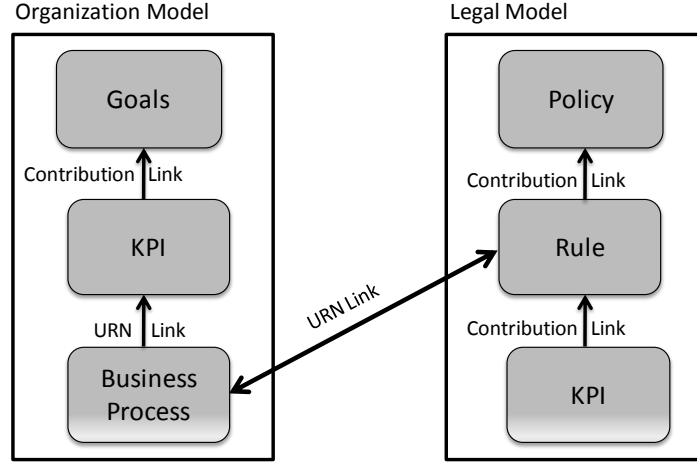 Organization Model
Goals
Contribution Link
KPI
URN Link
Business
Process
URN Link
Legal Model
Policy
Contribution Link
Rule
Contribution Link
KPI